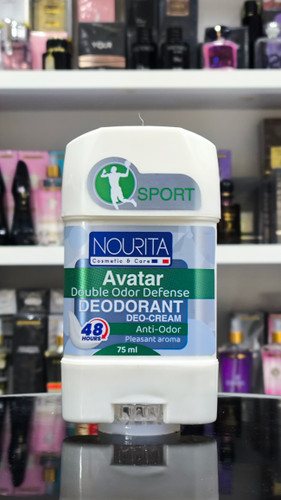 SPORT
NOURITA
Cosmetic & Care
Avatar
Double Odor Defense
DEODORANT
DEO-CREAM
48
HOURS
Anti-Odor
Pleasant aroma
75 ml